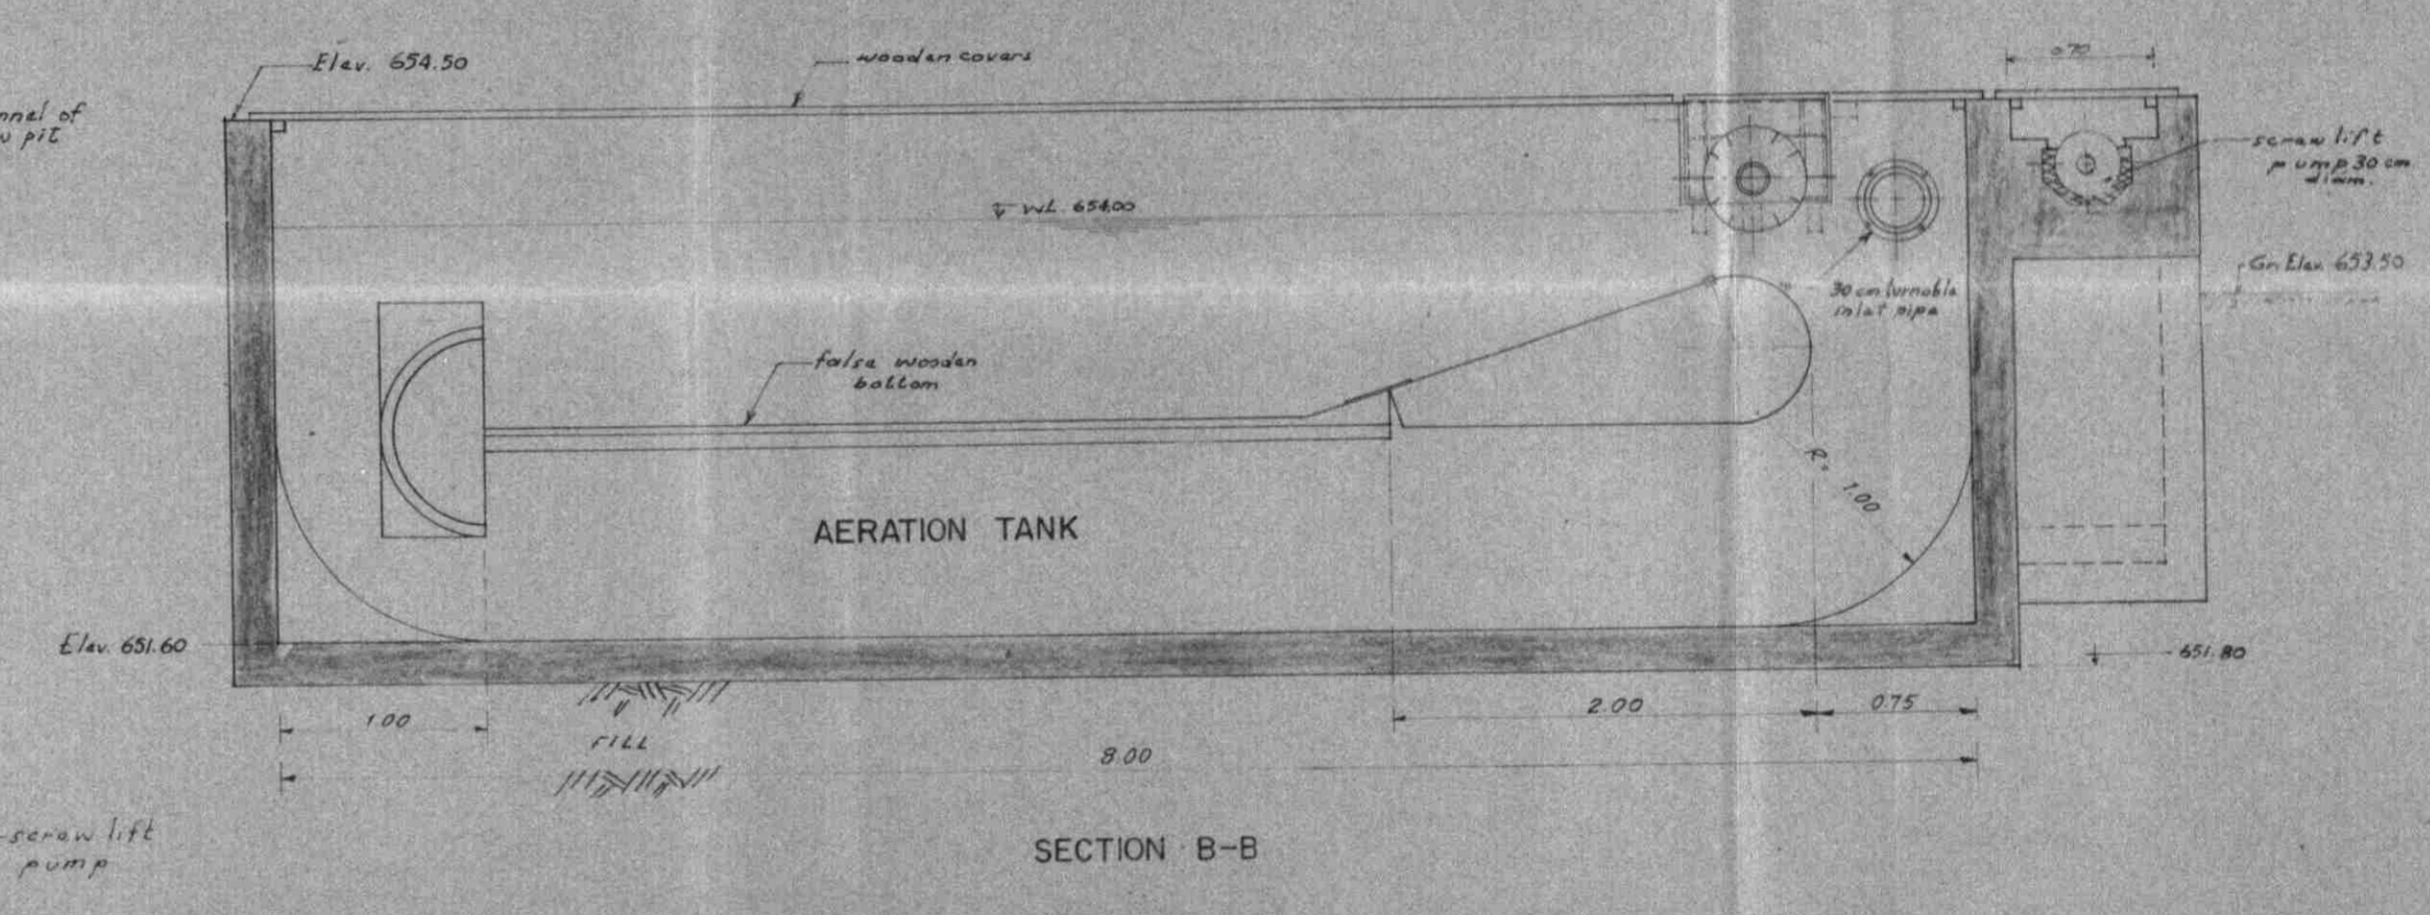 Elev. 654.50
wooden covers
0.70
nnel of
w pit
screw lift
pump 30 cm
diam.
WL. 654.00
Gr. Elev. 653.50
30 cm turnable
inlet pipe
false wooden
bottom
R = 1.00
AERATION TANK
Elev. 651.60
651.80
1.00
2.00
0.75
FILL
8.00
screw lift
pump
SECTION B-B